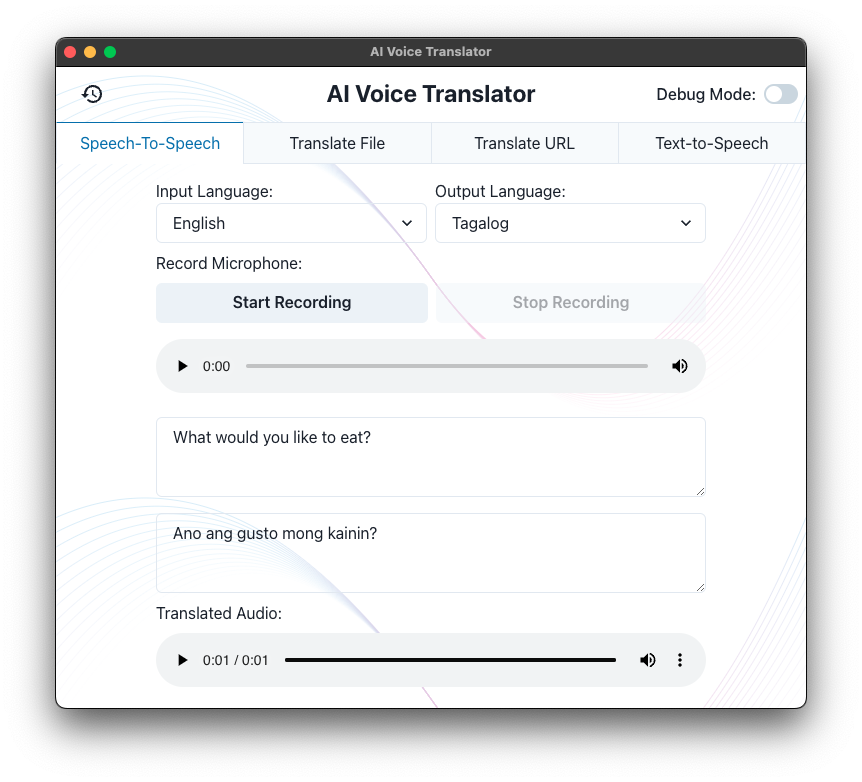 AI Voice Translator
AI Voice Translator
Debug Mode:
Speech-To-Speech
Translate File
Translate URL
Text-to-Speech
Input Language:
Output Language:
English
Tagalog
Record Microphone:
Start Recording
Stop Recording
0:00
What would you like to eat?
Ano ang gusto mong kainin?
Translated Audio:
0:01 / 0:01